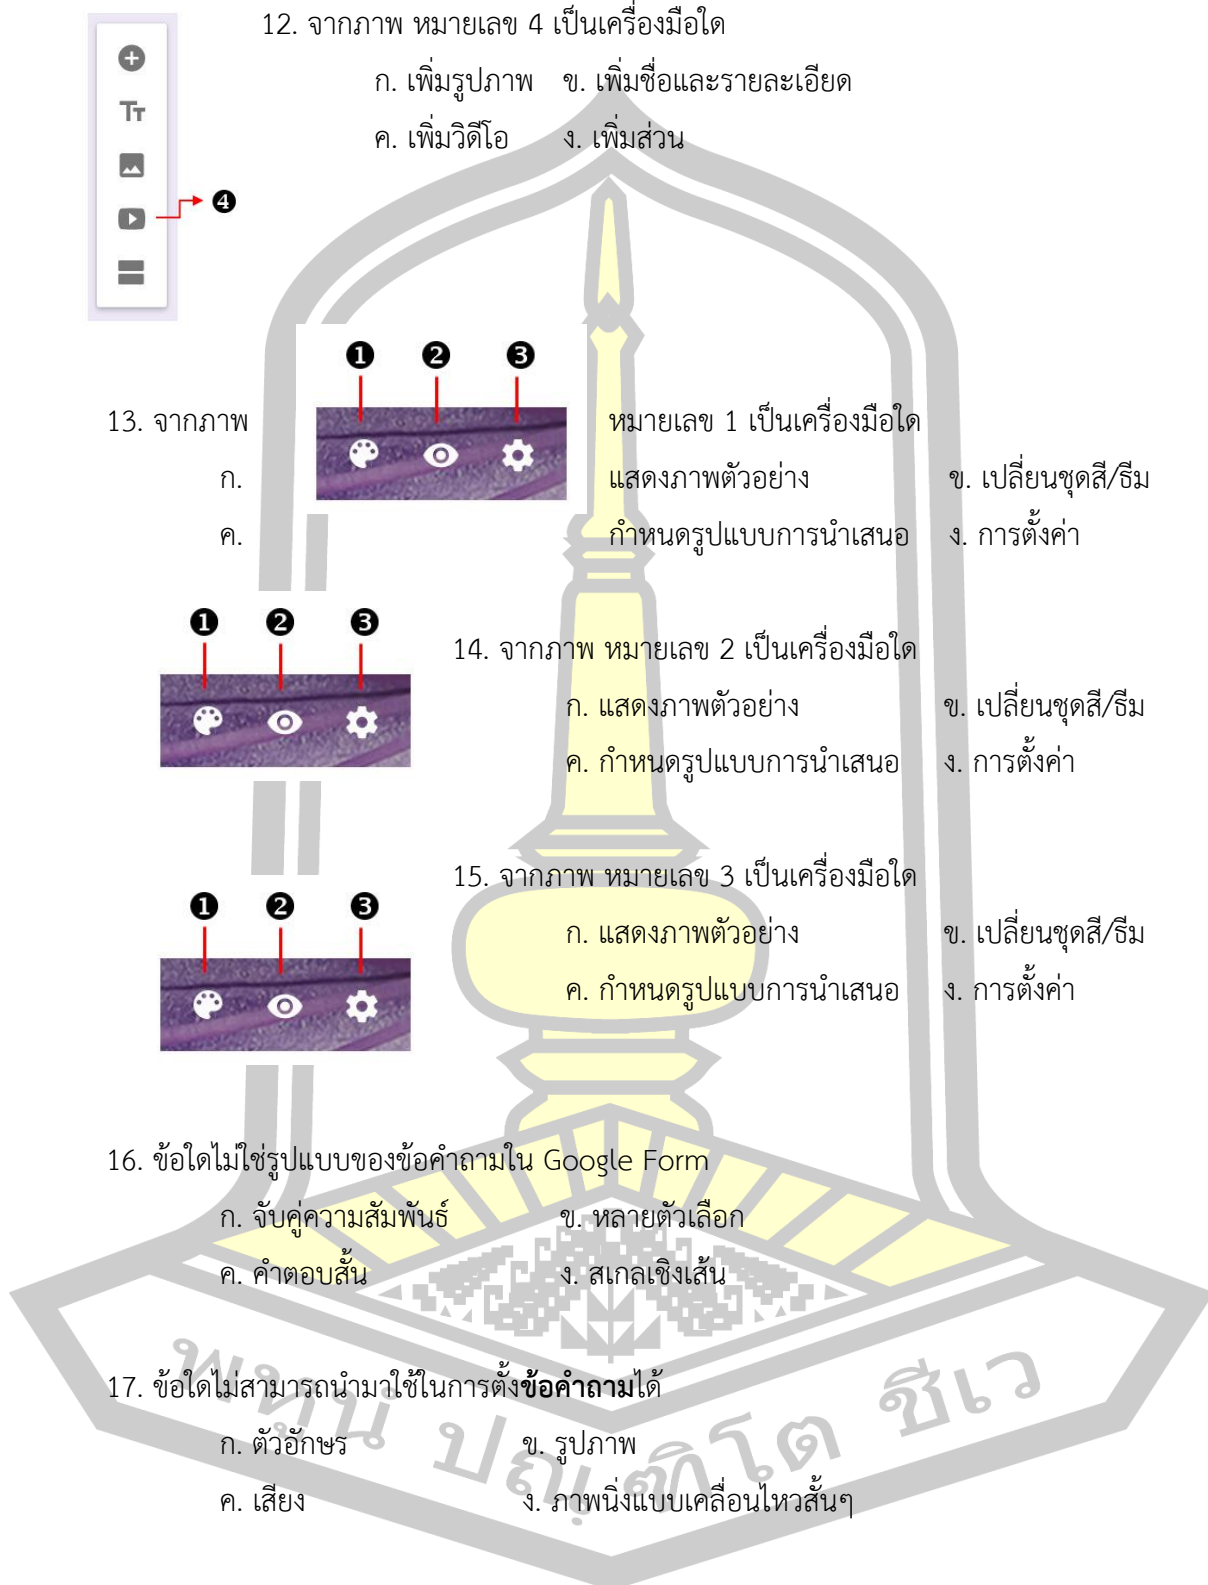 12. จากภาพ หมายเลข 4 เป็นเครื่องมือใด
ก. เพิ่มรูปภาพ ข. เพิ่มชื่อและรายละเอียด
ค. เพิ่มวิดีโอ ง. เพิ่มส่วน
Tт
4
1 2 3
13. จากภาพ หมายเลข 1 เป็นเครื่องมือใด
ก. แสดงภาพตัวอย่าง ข. เปลี่ยนชุดสี/ธีม
ค. กำหนดรูปแบบการนำเสนอ ง. การตั้งค่า
1 2 3
14. จากภาพ หมายเลข 2 เป็นเครื่องมือใด
ก. แสดงภาพตัวอย่าง ข. เปลี่ยนชุดสี/ธีม
ค. กำหนดรูปแบบการนำเสนอ ง. การตั้งค่า
15. จากภาพ หมายเลข 3 เป็นเครื่องมือใด
1 2 3
ก. แสดงภาพตัวอย่าง ข. เปลี่ยนชุดสี/ธีม
ค. กำหนดรูปแบบการนำเสนอ ง. การตั้งค่า
16. ข้อใดไม่ใช่รูปแบบของข้อคำถามใน Google Form
ก. จับคู่ความสัมพันธ์ ข. หลายตัวเลือก
ค. คำตอบสั้น ง. สเกลเชิงเส้น
17. ข้อใดไม่สามารถนำมาใช้ในการตั้งข้อคำถามได้
ก. ตัวอักษร ข. รูปภาพ
ค. เสียง ง. ภาพนิ่งแบบเคลื่อนไหวสั้นๆ
พหูนํ ปณฺฑิโต ชีเว